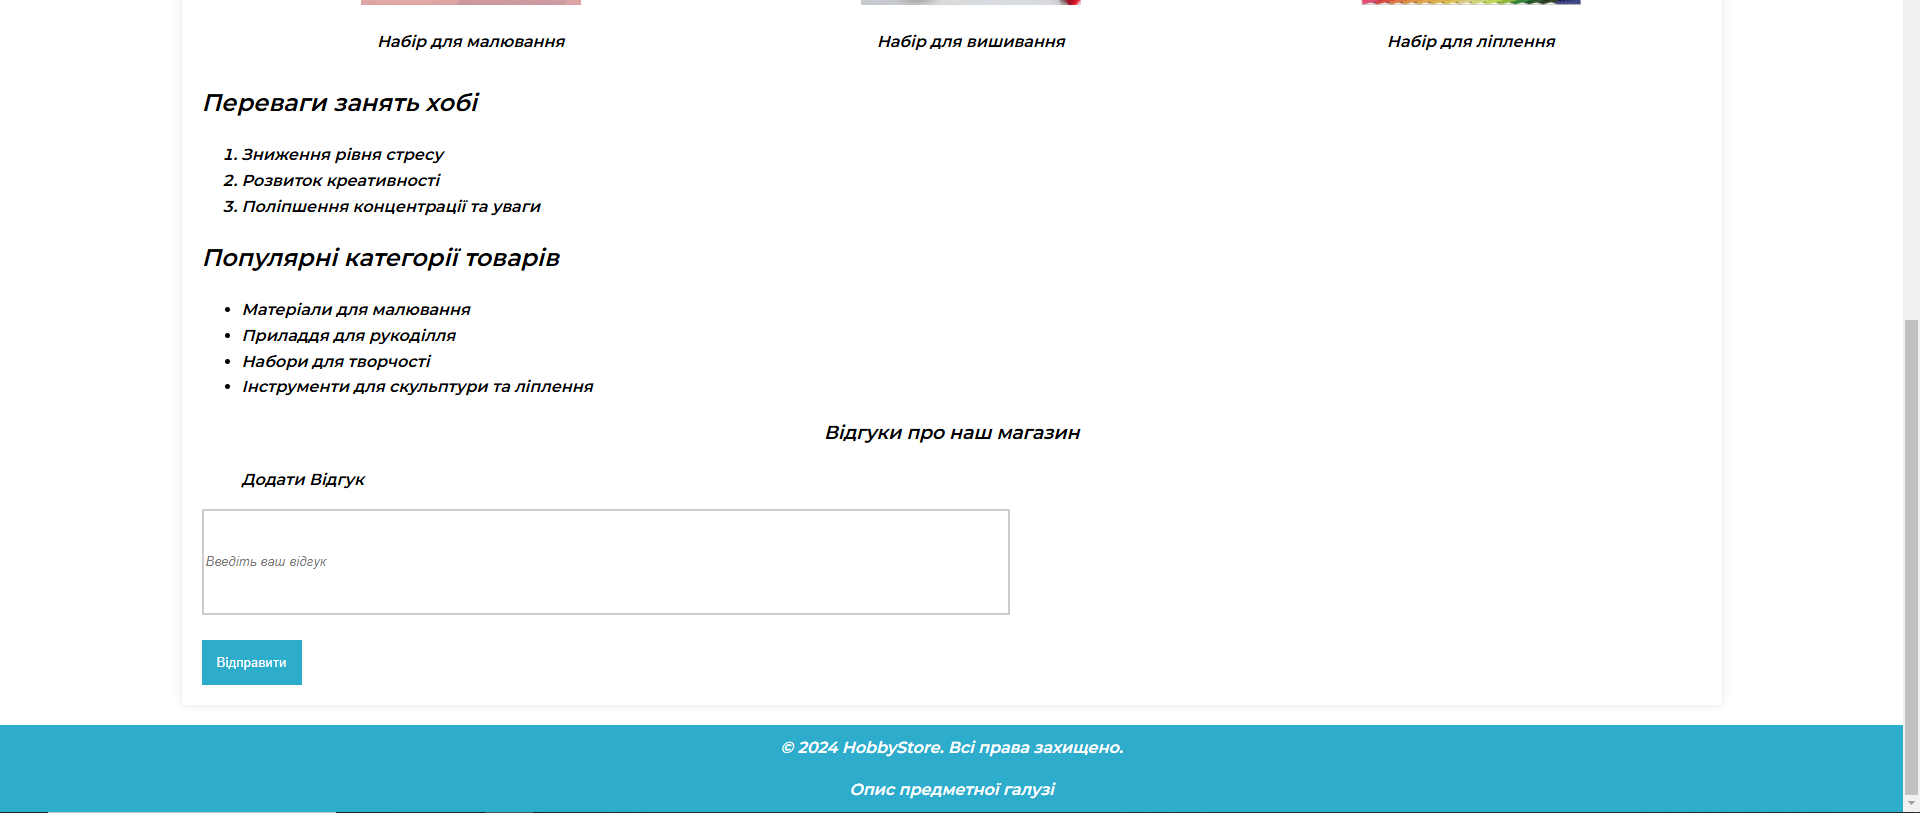 Набір для малювання
Набір для вишивання
Набір для ліплення
Переваги занять хобі
1. Зниження рівня стресу
2. Розвиток креативності
3. Поліпшення концентрації та уваги
Популярні категорії товарів
• Матеріали для малювання
• Приладдя для рукоділля
• Набори для творчості
• Інструменти для скульптури та ліплення
Відгуки про наш магазин
Додати Відгук
Введіть ваш відгук
Відправити
© 2024 HobbyStore. Всі права захищено.
Опис предметної галузі